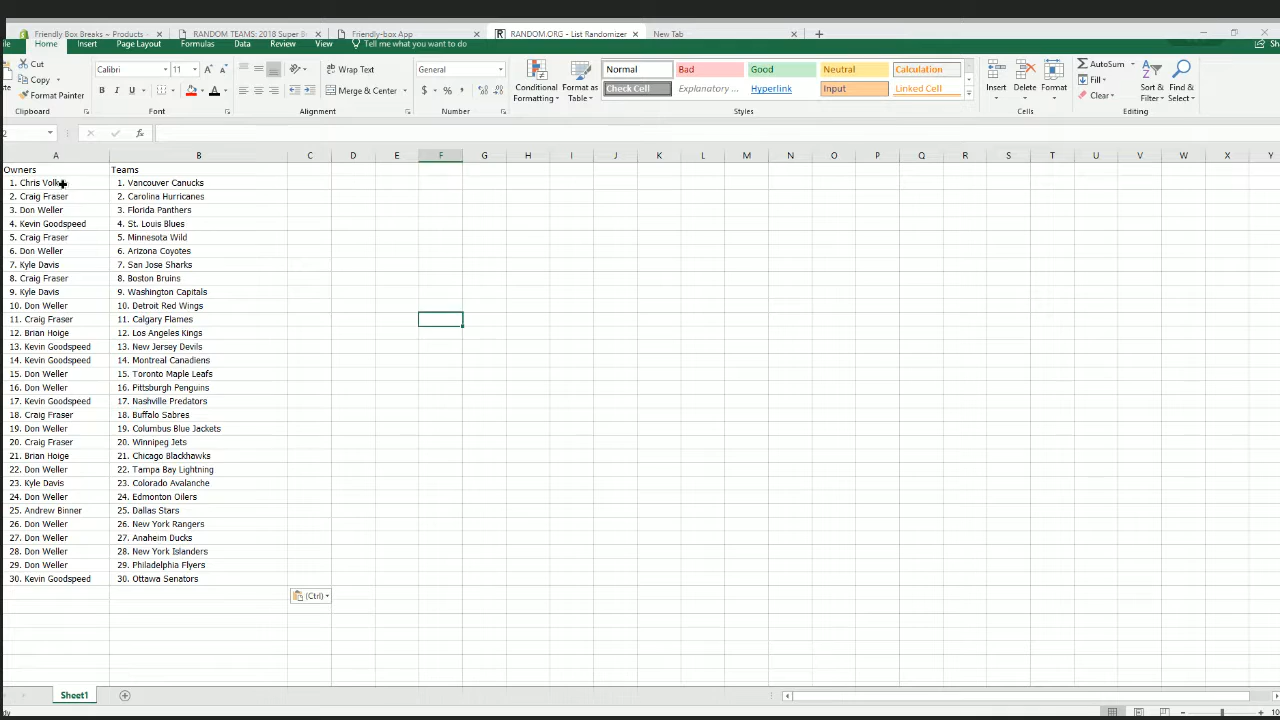 Friendly Box Breaks ~ Products RANDOM TEAMS: 2018 Super B Friendly-box App RANDOM.ORG - List Randomizer New Tab
Home Insert Page Layout Formulas Data Review View Tell me what you want to do
Cut Calibri 11 Wrap Text General Normal Bad Good Neutral Calculation AutoSum
Copy Fill
Format Painter Merge & Center Check Cell Explanatory ... Hyperlink Input Linked Cell Clear
Conditional Formatting Format as Table Insert Delete Format Sort & Filter Find & Select
Font Alignment Number Styles Cells Editing
A B C D E F G H I J K L M N O P Q R S T U V W X Y
Owners Teams
1. Chris 1. Vancouver Canucks
2. Craig Fraser 2. Carolina Hurricanes
3. Don Weller 3. Florida Panthers
4. Kevin Goodspeed 4. St. Louis Blues
5. Craig Fraser 5. Minnesota Wild
6. Don Weller 6. Arizona Coyotes
7. Kyle Davis 7. San Jose Sharks
8. Craig Fraser 8. Boston Bruins
9. Kyle Davis 9. Washington Capitals
10. Don Weller 10. Detroit Red Wings
11. Craig Fraser 11. Calgary Flames
12. Brian Hoige 12. Los Angeles Kings
13. Kevin Goodspeed 13. New Jersey Devils
14. Kevin Goodspeed 14. Montreal Canadiens
15. Don Weller 15. Toronto Maple Leafs
16. Don Weller 16. Pittsburgh Penguins
17. Kevin Goodspeed 17. Nashville Predators
18. Craig Fraser 18. Buffalo Sabres
19. Don Weller 19. Columbus Blue Jackets
20. Craig Fraser 20. Winnipeg Jets
21. Brian Hoige 21. Chicago Blackhawks
22. Don Weller 22. Tampa Bay Lightning
23. Kyle Davis 23. Colorado Avalanche
24. Don Weller 24. Edmonton Oilers
25. Andrew Binner 25. Dallas Stars
26. Don Weller 26. New York Rangers
27. Don Weller 27. Anaheim Ducks
28. Don Weller 28. New York Islanders
29. Don Weller 29. Philadelphia Flyers
30. Kevin Goodspeed 30. Ottawa Senators
(Ctrl)
Sheet1